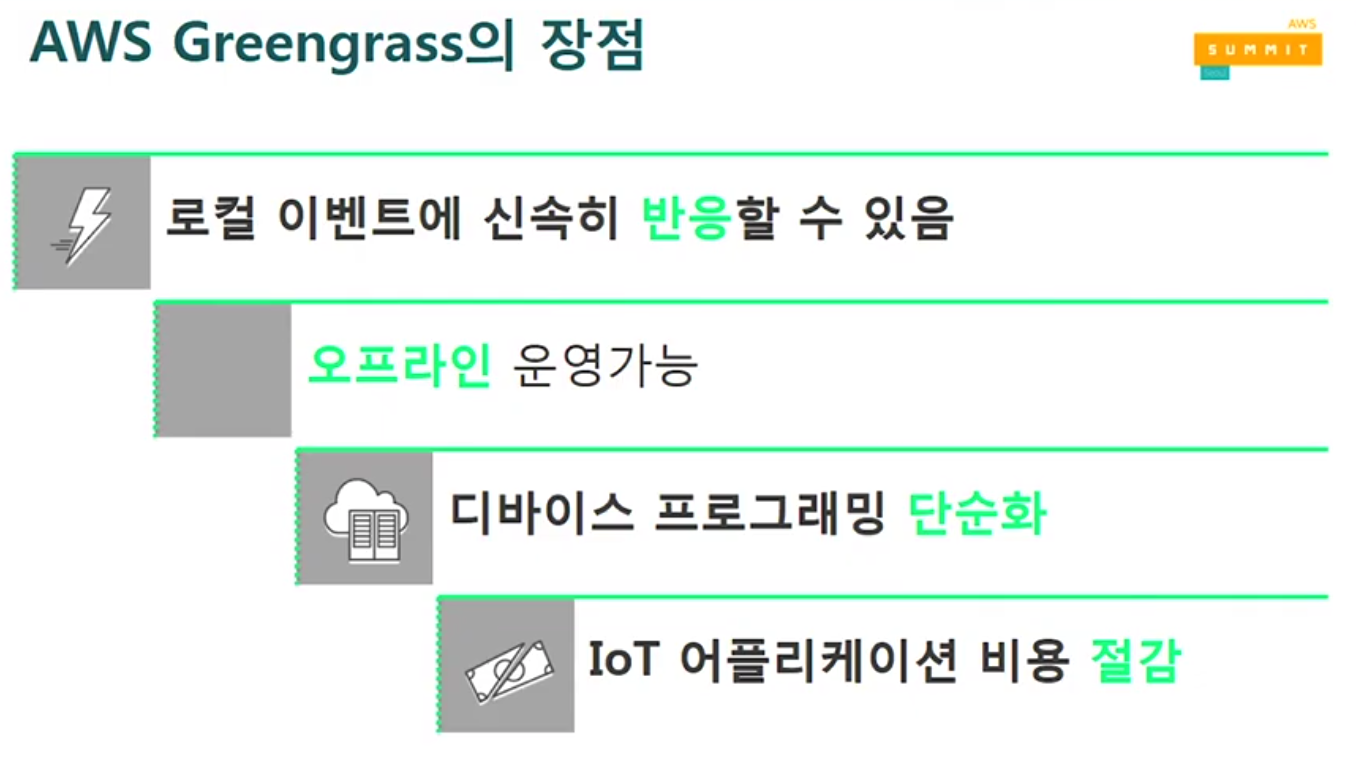 AWS Greengrass의 장점
AWS
SUMMIT
Seoul
로컬 이벤트에 신속히 반응할 수 있음
오프라인 운영가능
디바이스 프로그래밍 단순화
IoT 어플리케이션 비용 절감